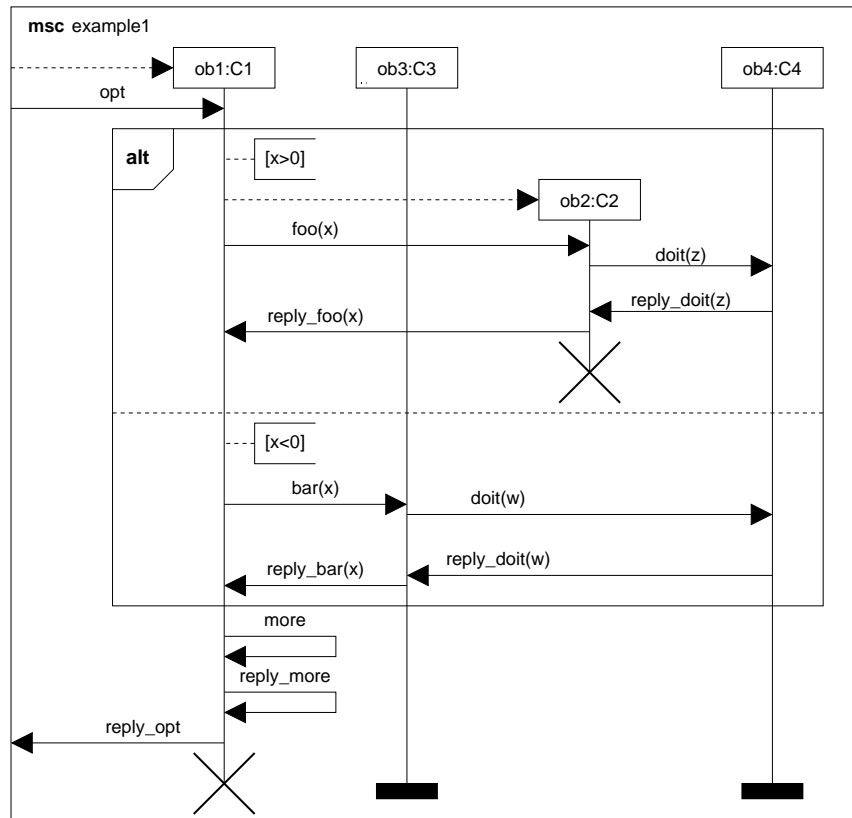 msc example1
ob1:C1 ob3:C3 ob4:C4
opt
alt [x>0]
ob2:C2
foo(x)
doit(z)
reply_doit(z)
reply_foo(x)
[x<0]
bar(x) doit(w)
reply_doit(w)
reply_bar(x)
more
reply_more
reply_opt